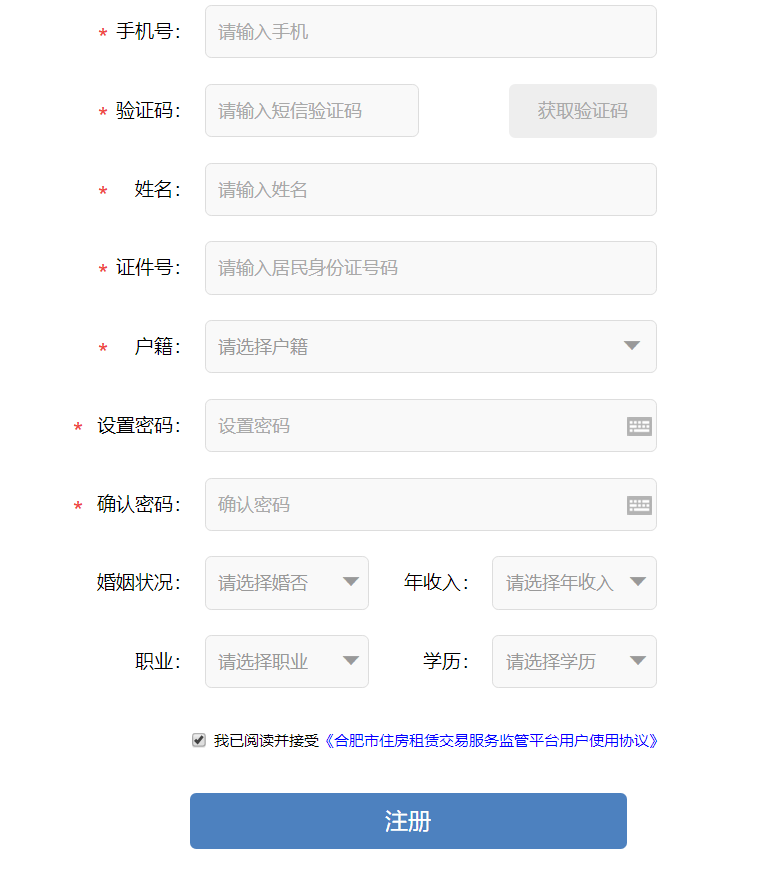 * 手机号： 请输入手机
* 验证码： 请输入短信验证码 获取验证码
* 姓名： 请输入姓名
* 证件号： 请输入居民身份证号码
* 户籍： 请选择户籍
* 设置密码： 设置密码
* 确认密码： 确认密码
婚姻状况： 请选择婚否 年收入： 请选择年收入
职业： 请选择职业 学历： 请选择学历
我已阅读并接受《合肥市住房租赁交易服务监管平台用户使用协议》
注册